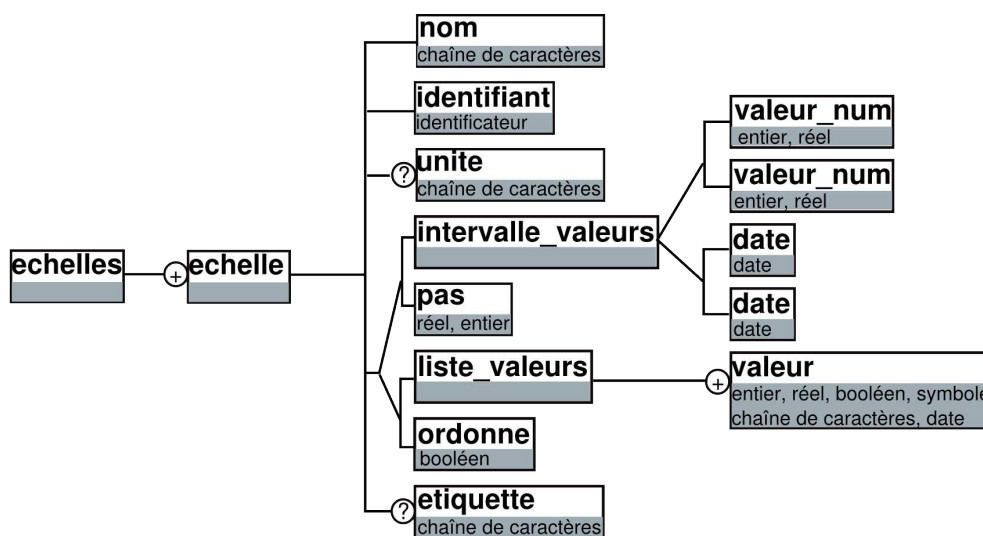 nom
chaîne de caractères
identifiant
identificateur
?
unite
chaîne de caractères
echelles
+
echelle
intervalle_valeurs
valeur_num
entier, réel
valeur_num
entier, réel
date
date
date
date
pas
réel, entier
liste_valeurs
+
valeur
entier, réel, booléen, symbole
chaîne de caractères, date
ordonne
booléen
?
etiquette
chaîne de caractères